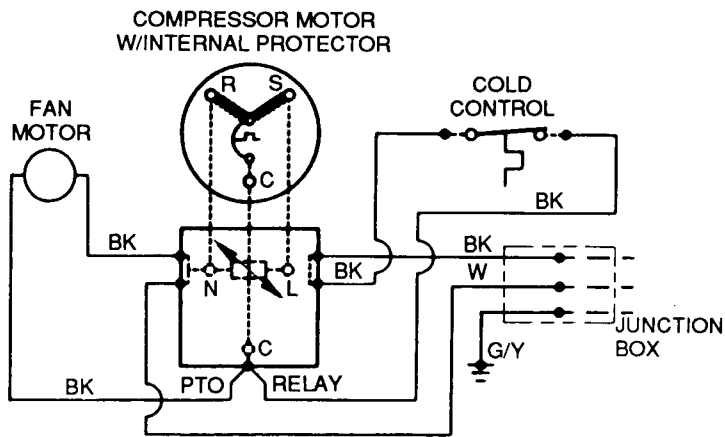 COMPRESSOR MOTOR
W/INTERNAL PROTECTOR
R S
COLD
CONTROL
FAN
MOTOR
C
BK
BK
BK
BK
W
N L
C
JUNCTION
BOX
G/Y
BK
PTO RELAY